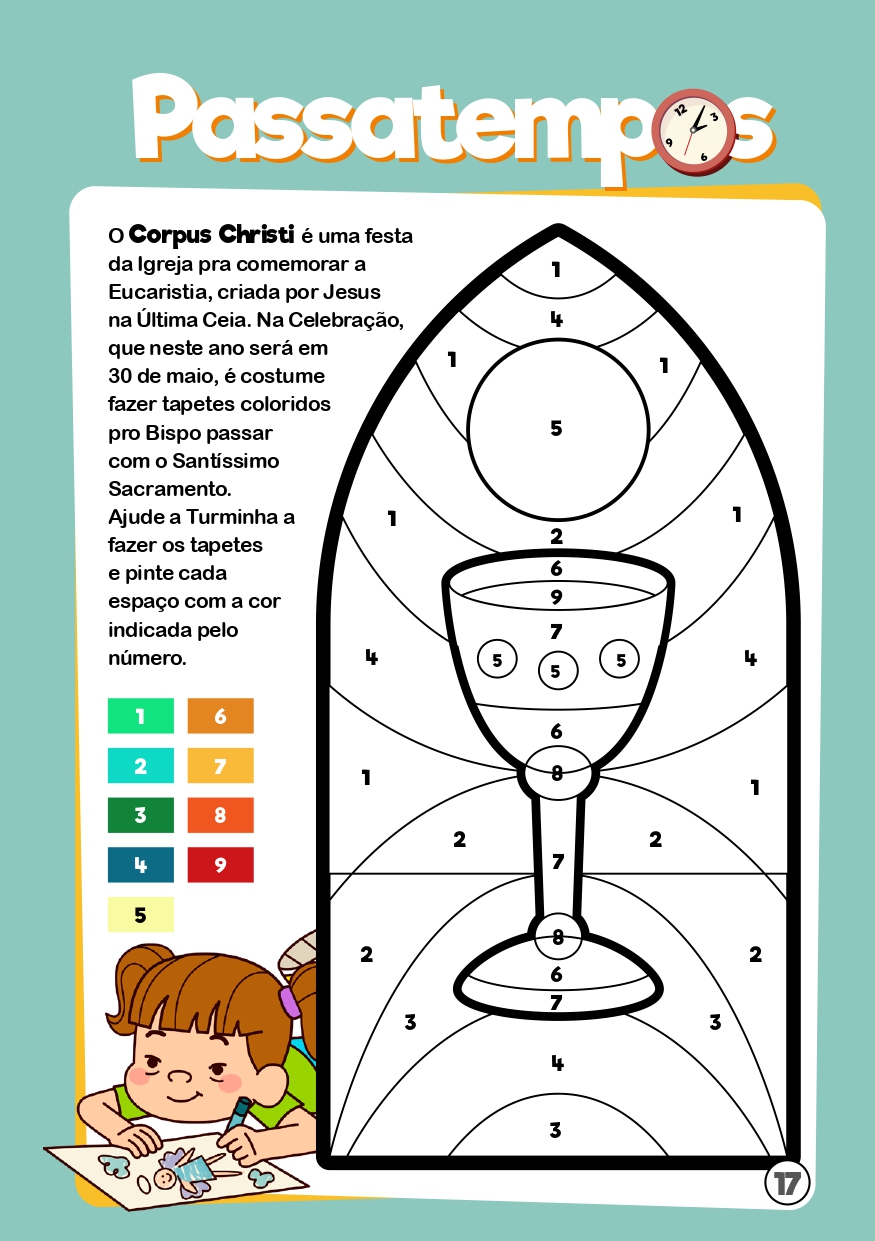 Passatempos
12
3
6
9
O Corpus Christi é uma festa
da Igreja pra comemorar a
Eucaristia, criada por Jesus
na Última Ceia. Na Celebração,
que neste ano será em
30 de maio, é costume
fazer tapetes coloridos
pro Bispo passar
com o Santíssimo
Sacramento.
Ajude a Turminha a
fazer os tapetes
e pinte cada
espaço com a cor
indicada pelo
número.
1 6
2 7
3 8
4 9
5
1
4
1 1
5
1 1
2
6
9
7
5 5 5
4 4
6
8
1 1
2 2
7
8
2 2
6
7
3 3
4
3
17